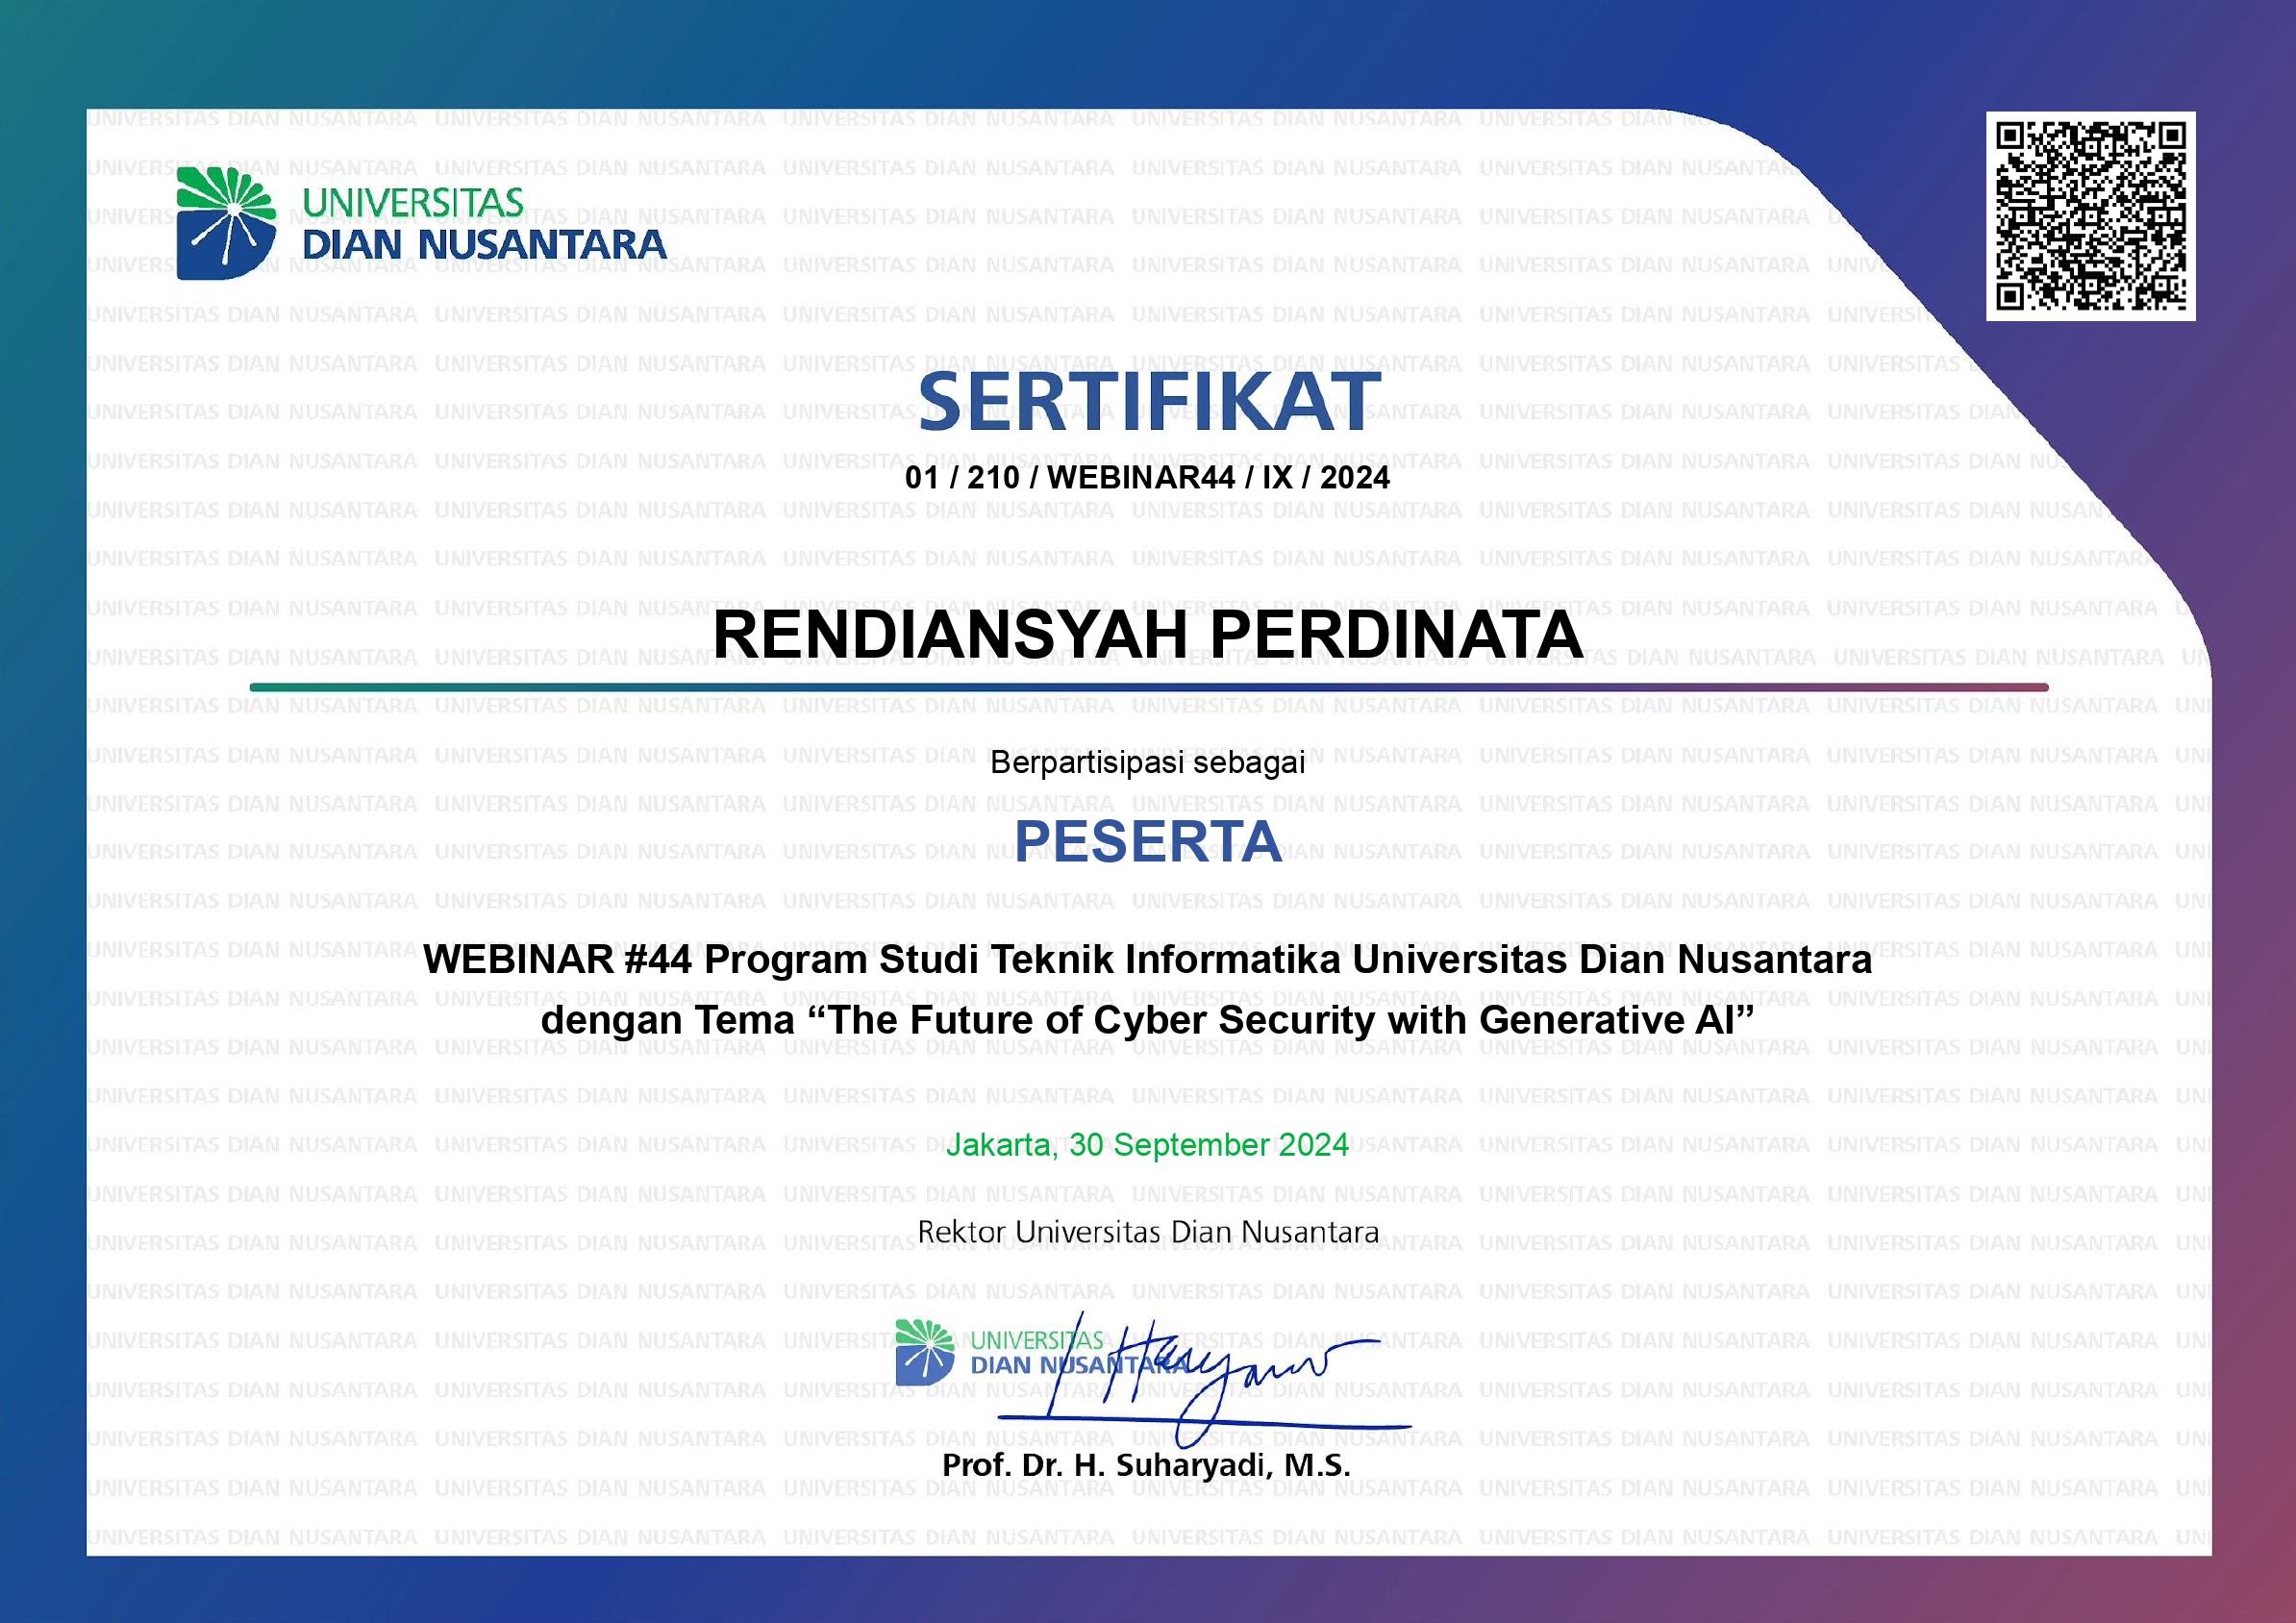 UNIVERSITAS
DIAN NUSANTARA
SERTIFIKAT
01 / 210 / WEBINAR44 / IX / 2024
RENDIANSYAH PERDINATA
Berpartisipasi sebagai
PESERTA
WEBINAR #44 Program Studi Teknik Informatika Universitas Dian Nusantara
dengan Tema “The Future of Cyber Security with Generative AI”
Jakarta, 30 September 2024
Rektor Universitas Dian Nusantara
UNIVERSITAS
DIAN NUSANTARA
Prof. Dr. H. Suharyadi, M.S.